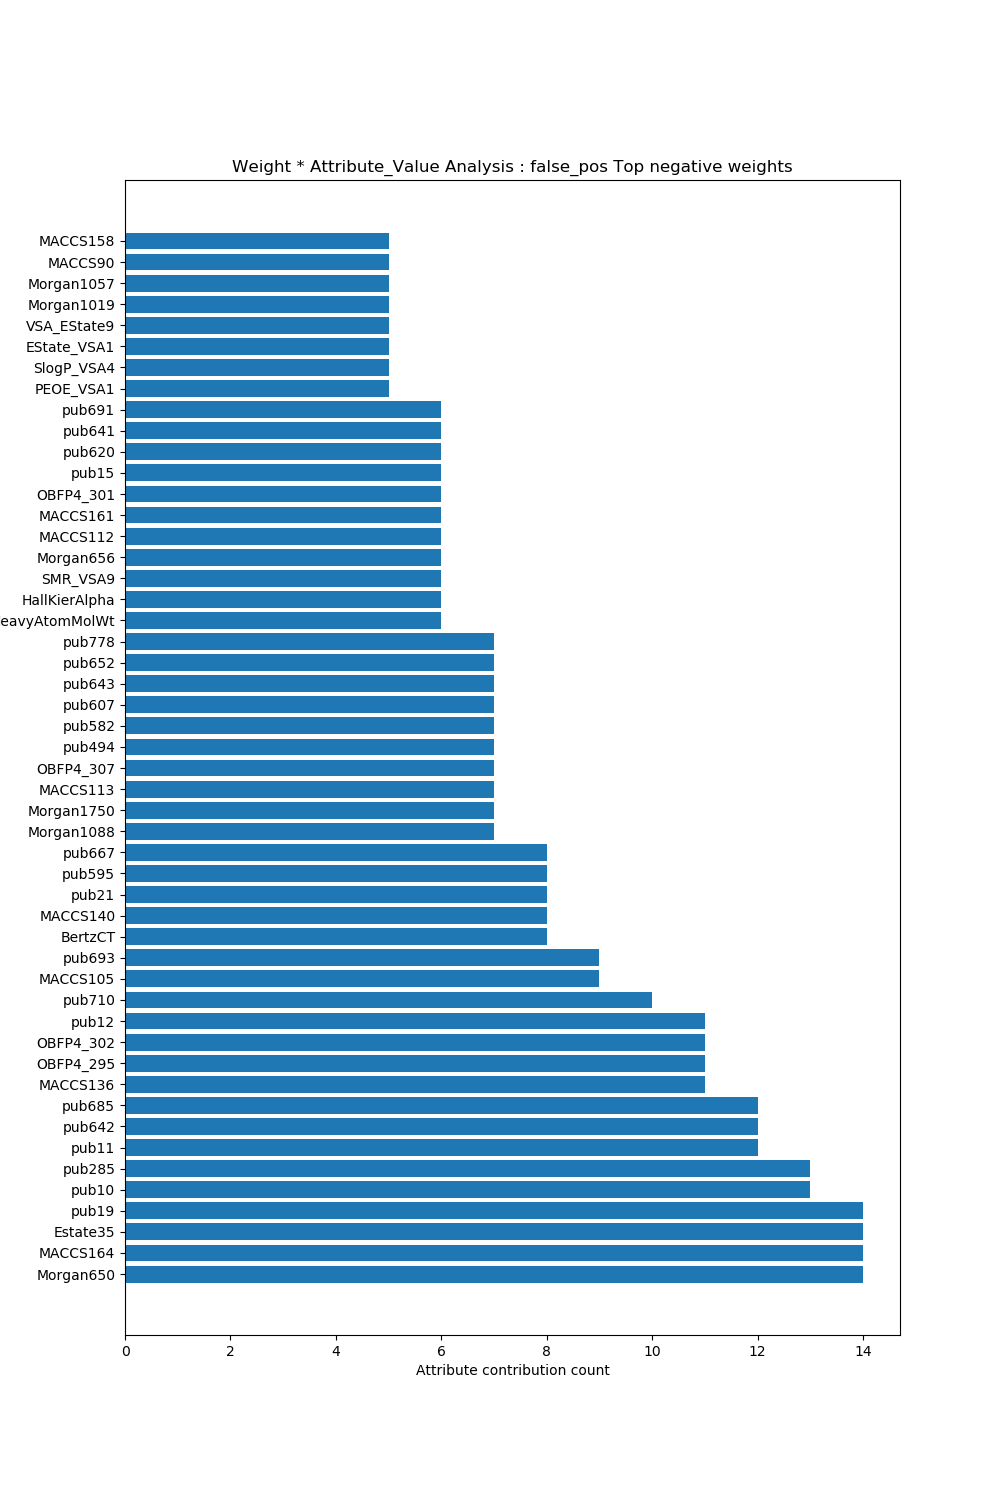 Weight * Attribute_Value Analysis : false_pos Top negative weights
MACCS158
MACCS90
Morgan1057
Morgan1019
VSA_EState9
EState_VSA1
SlogP_VSA4
PEOE_VSA1
pub691
pub641
pub620
pub15
OBFP4_301
MACCS161
MACCS112
Morgan656
SMR_VSA9
HallKierAlpha
eavyAtomMolWt
pub778
pub652
pub643
pub607
pub582
pub494
OBFP4_307
MACCS113
Morgan1750
Morgan1088
pub667
pub595
pub21
MACCS140
BertzCT
pub693
MACCS105
pub710
pub12
OBFP4_302
OBFP4_295
MACCS136
pub685
pub642
pub11
pub285
pub10
pub19
Estate35
MACCS164
Morgan650
0 2 4 6 8 10 12 14
Attribute contribution count